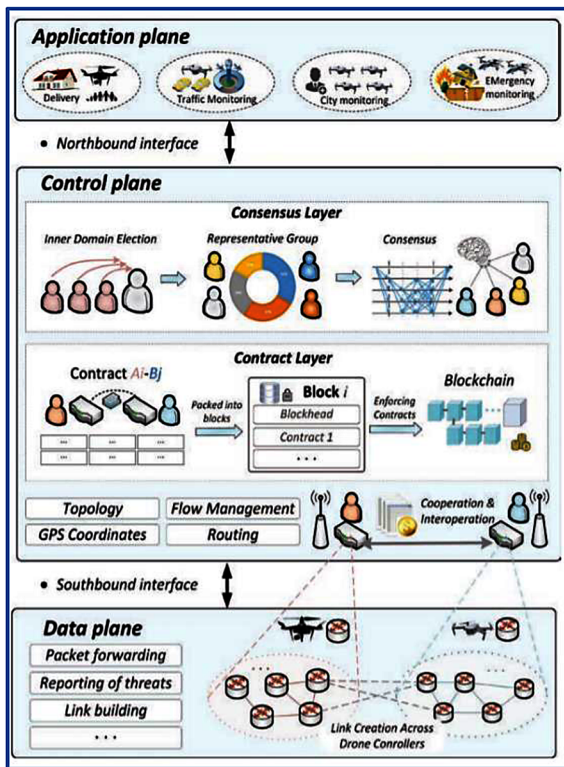 Application plane
Delivery
Traffic Monitoring
City monitoring
EMergency
monitoring
• Northbound interface
Control plane
Consensus Layer
Inner Domain Election
Representative Group
Consensus
Contract Layer
Contract Ai-Bj
...
...
...
...
...
...
Packed into
blocks
Block i
Blockhead
Contract 1
...
Enforcing
Contracts
Blockchain
...
Topology
Flow Management
GPS Coordinates
Routing
Cooperation &
Interoperation
• Southbound interface
Data plane
Packet forwarding
Reporting of threats
Link building
...
...
...
Link Creation Across
Drone Conrollers